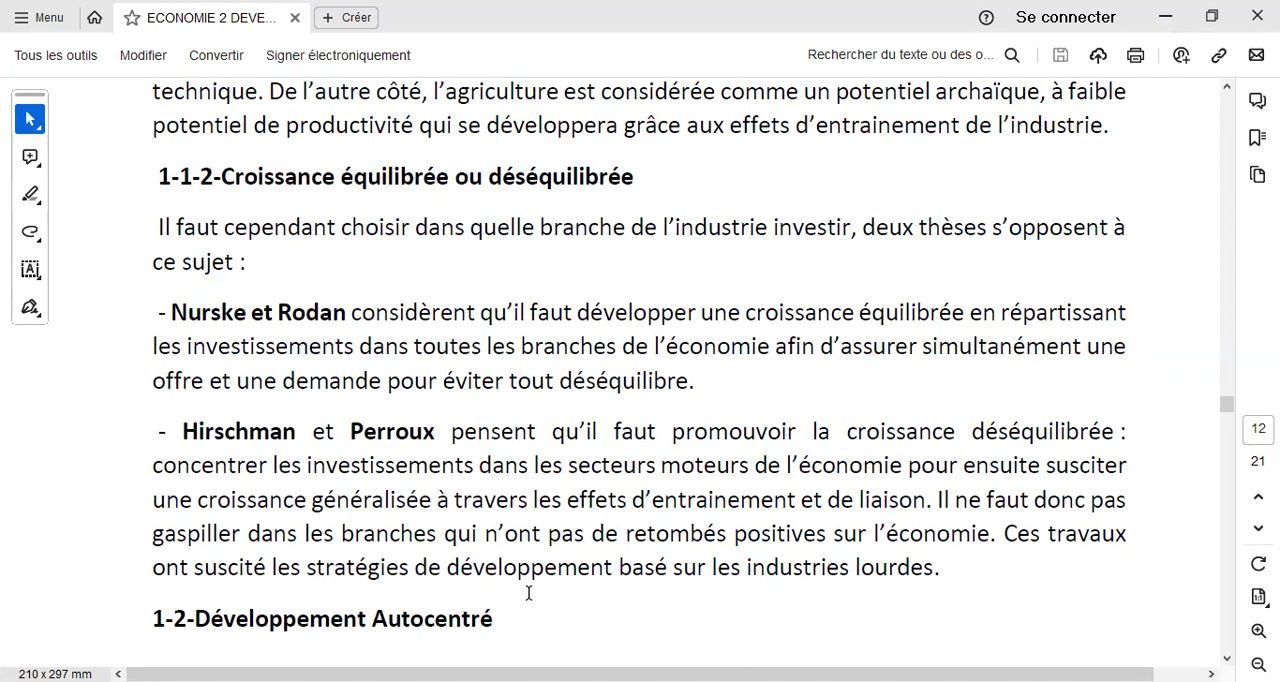 Menu
ECONOMIE 2 DEVE...
Créer
Se connecter
Tous les outils
Modifier
Convertir
Signer électroniquement
Rechercher du texte ou des o...
technique. De l’autre côté, l’agriculture est considérée comme un potentiel archaïque, à faible
potentiel de productivité qui se développera grâce aux effets d’entrainement de l’industrie.
1-1-2-Croissance équilibrée ou déséquilibrée
Il faut cependant choisir dans quelle branche de l’industrie investir, deux thèses s’opposent à
ce sujet :
- Nurske et Rodan considèrent qu’il faut développer une croissance équilibrée en répartissant
les investissements dans toutes les branches de l’économie afin d’assurer simultanément une
offre et une demande pour éviter tout déséquilibre.
- Hirschman et Perroux pensent qu’il faut promouvoir la croissance déséquilibrée :
concentrer les investissements dans les secteurs moteurs de l’économie pour ensuite susciter
une croissance généralisée à travers les effets d’entrainement et de liaison. Il ne faut donc pas
gaspiller dans les branches qui n’ont pas de retombés positives sur l’économie. Ces travaux
ont suscité les stratégies de développement basé sur les industries lourdes.
1-2-Développement Autocentré
12
21
210 x 297 mm